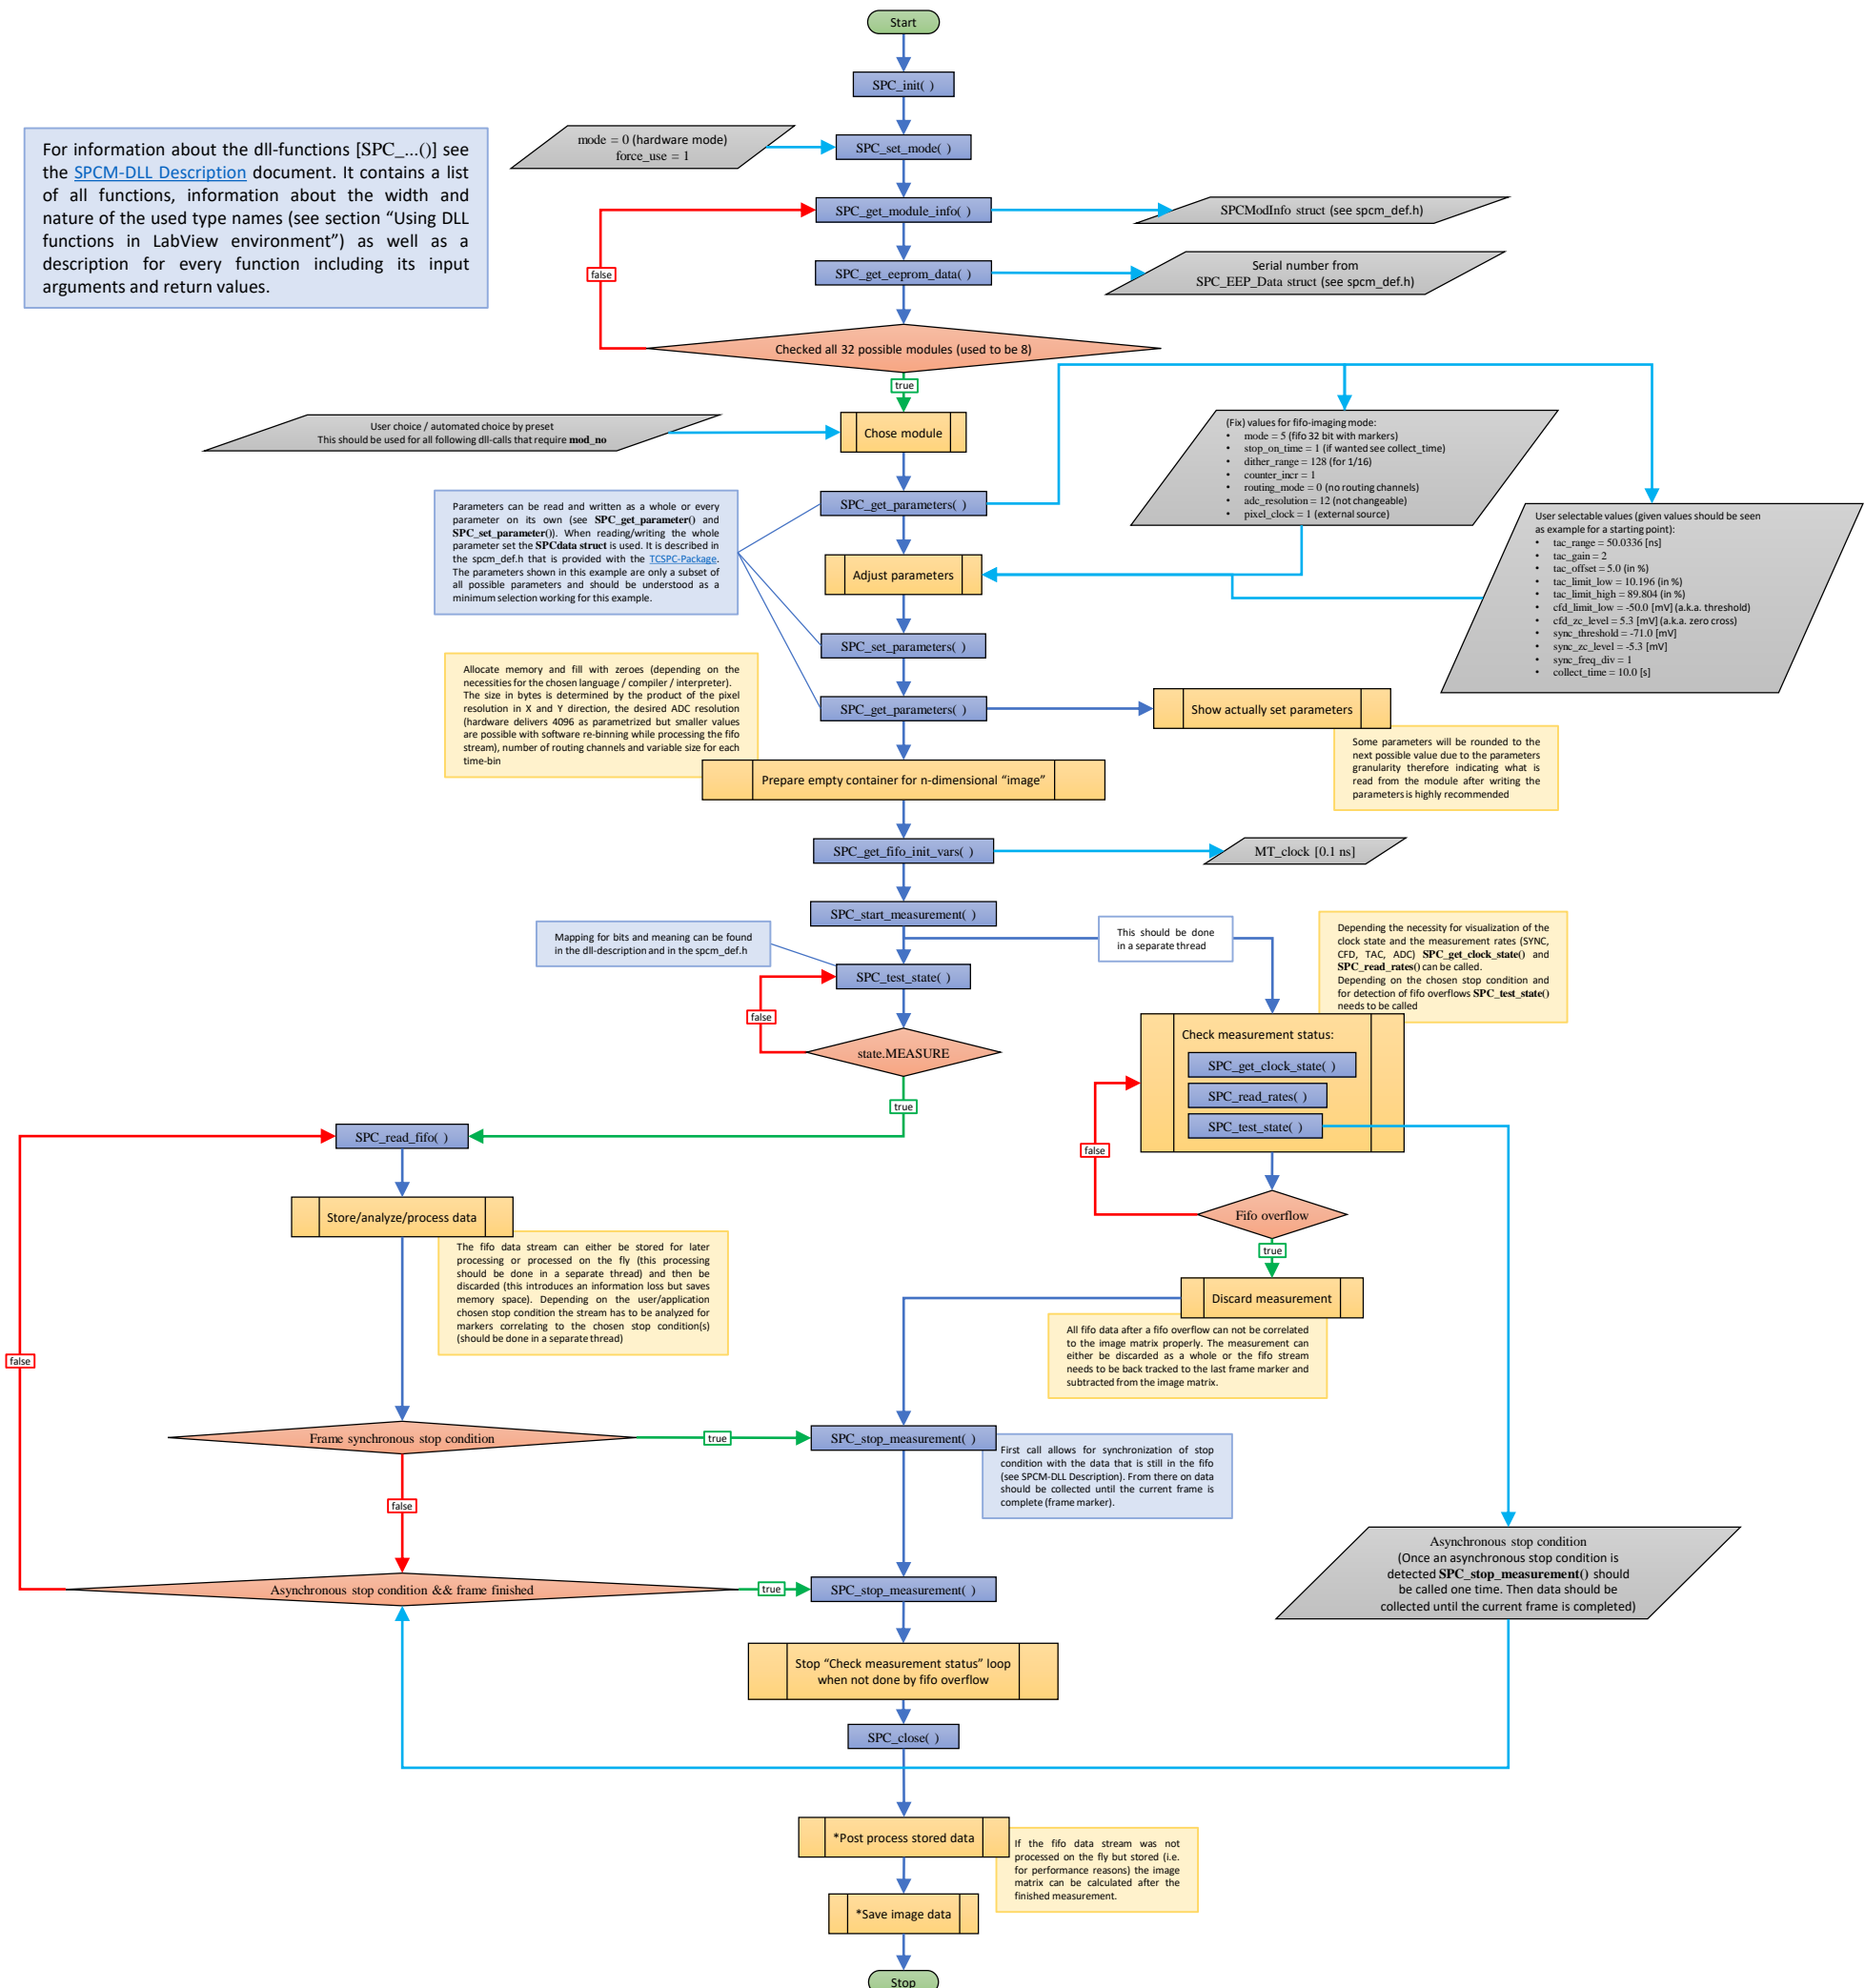 Start
SPC_init( )
For information about the dll-functions [SPC_...()] see
the SPCM-DLL Description document. It contains a list
of all functions, information about the width and
nature of the used type names (see section “Using DLL
functions in LabView environment”) as well as a
description for every function including its input
arguments and return values.
mode = 0 (hardware mode)
force_use = 1
SPC_set_mode( )
SPC_get_module_info( )
SPCModInfo struct (see spcm_def.h)
false
SPC_get_eeprom_data( )
Serial number from
SPC_EEP_Data struct (see spcm_def.h)
Checked all 32 possible modules (used to be 8)
true
User choice / automated choice by preset
This should be used for all following dll-calls that require mod_no
Chose module
(Fix) values for fifo-imaging mode:
• mode = 5 (fifo 32 bit with markers)
• stop_on_time = 1 (if wanted see collect_time)
• dither_range = 128 (for 1/16)
• counter_incr = 1
• routing_mode = 0 (no routing channels)
• adc_resolution = 12 (not changeable)
• pixel_clock = 1 (external source)
Parameters can be read and written as a whole or every
parameter on its own (see SPC_get_parameter() and
SPC_set_parameter()). When reading/writing the whole
parameter set the SPCdata struct is used. It is described in
the spcm_def.h that is provided with the TCSPC-Package.
The parameters shown in this example are only a subset of
all possible parameters and should be understood as a
minimum selection working for this example.
SPC_get_parameters( )
User selectable values (given values should be seen
as example for a starting point):
• tac_range = 50.0336 [ns]
• tac_gain = 2
• tac_offset = 5.0 (in %)
• tac_limit_low = 10.196 (in %)
• tac_limit_high = 89.804 (in %)
• cfd_limit_low = -50.0 [mV] (a.k.a. threshold)
• cfd_zc_level = 5.3 [mV] (a.k.a. zero cross)
• sync_threshold = -71.0 [mV]
• sync_zc_level = -5.3 [mV]
• sync_freq_div = 1
• collect_time = 10.0 [s]
Adjust parameters
SPC_set_parameters( )
Allocate memory and fill with zeroes (depending on the
necessities for the chosen language / compiler / interpreter).
The size in bytes is determined by the product of the pixel
resolution in X and Y direction, the desired ADC resolution
(hardware delivers 4096 as parametrized but smaller values
are possible with software re-binning while processing the fifo
stream), number of routing channels and variable size for each
time-bin
SPC_get_parameters( )
Show actually set parameters
Some parameters will be rounded to the
next possible value due to the parameters
granularity therefore indicating what is
read from the module after writing the
parameters is highly recommended
Prepare empty container for n-dimensional “image”
SPC_get_fifo_init_vars( )
MT_clock [0.1 ns]
SPC_start_measurement( )
Mapping for bits and meaning can be found
in the dll-description and in the spcm_def.h
This should be done
in a separate thread
Depending the necessity for visualization of the
clock state and the measurement rates (SYNC,
CFD, TAC, ADC) SPC_get_clock_state() and
SPC_read_rates() can be called.
Depending on the chosen stop condition and
for detection of fifo overflows SPC_test_state()
needs to be called
SPC_test_state( )
false
state.MEASURE
true
Check measurement status:
SPC_get_clock_state( )
SPC_read_rates( )
SPC_test_state( )
false
Fifo overflow
true
SPC_read_fifo( )
Store/analyze/process data
The fifo data stream can either be stored for later
processing or processed on the fly (this processing
should be done in a separate thread) and then be
discarded (this introduces an information loss but saves
memory space). Depending on the user/application
chosen stop condition the stream has to be analyzed for
markers correlating to the chosen stop condition(s)
(should be done in a separate thread)
Discard measurement
All fifo data after a fifo overflow can not be correlated
to the image matrix properly. The measurement can
either be discarded as a whole or the fifo stream
needs to be back tracked to the last frame marker and
subtracted from the image matrix.
false
Frame synchronous stop condition
true
SPC_stop_measurement( )
First call allows for synchronization of stop
condition with the data that is still in the fifo
(see SPCM-DLL Description). From there on data
should be collected until the current frame is
complete (frame marker).
false
Asynchronous stop condition
(Once an asynchronous stop condition is
detected SPC_stop_measurement() should
be called one time. Then data should be
collected until the current frame is completed)
Asynchronous stop condition && frame finished
true
SPC_stop_measurement( )
Stop “Check measurement status” loop
when not done by fifo overflow
SPC_close( )
*Post process stored data
If the fifo data stream was not
processed on the fly but stored (i.e.
for performance reasons) the image
matrix can be calculated after the
finished measurement.
*Save image data
Stop